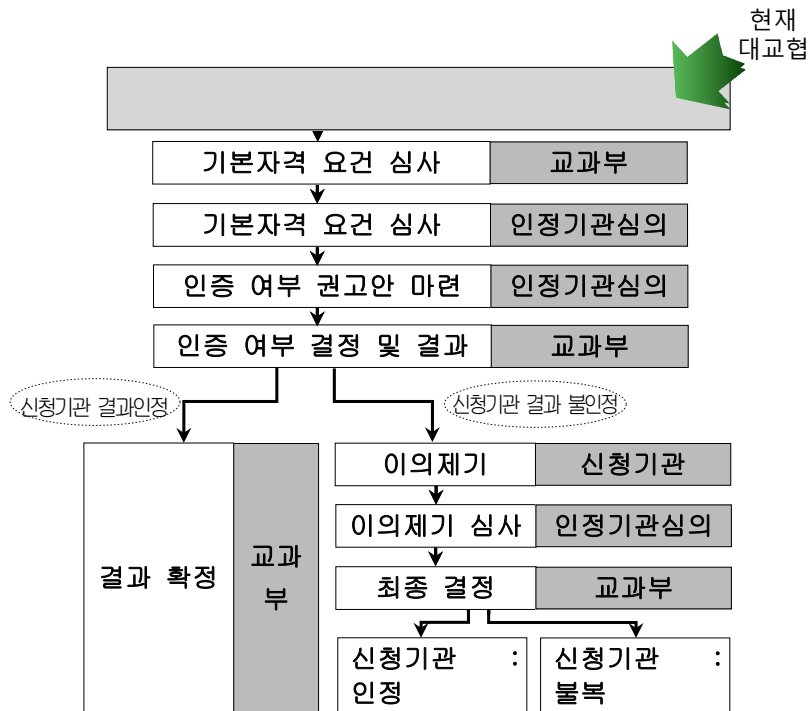 현재
대교협
기본자격 요건 심사 교과부
기본자격 요건 심사 인정기관심의
인증 여부 권고안 마련 인정기관심의
인증 여부 결정 및 결과 교과부
신청기관 결과인정
신청기관 결과 불인정
이의제기 신청기관
이의제기 심사 인정기관심의
결과 확정
교과
부
최종 결정 교과부
신청기관 :
인정
신청기관 :
불복